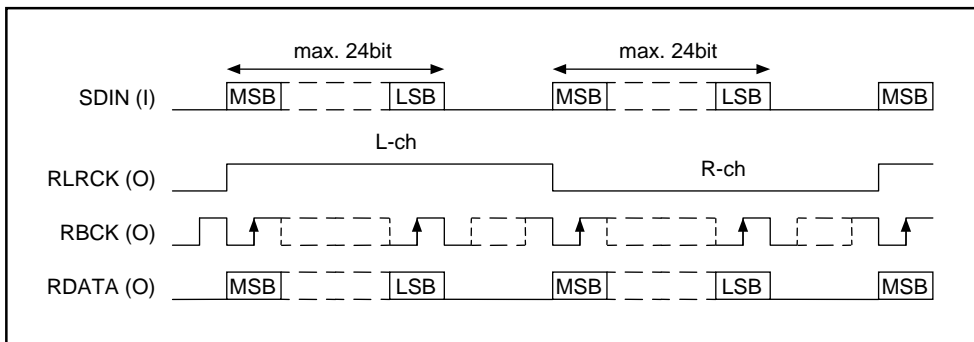 max. 24bit max. 24bit
SDIN (I) MSB LSB MSB LSB MSB
L-ch
RLRCK (O) R-ch
RBCK (O)
RDATA (O) MSB LSB MSB LSB MSB